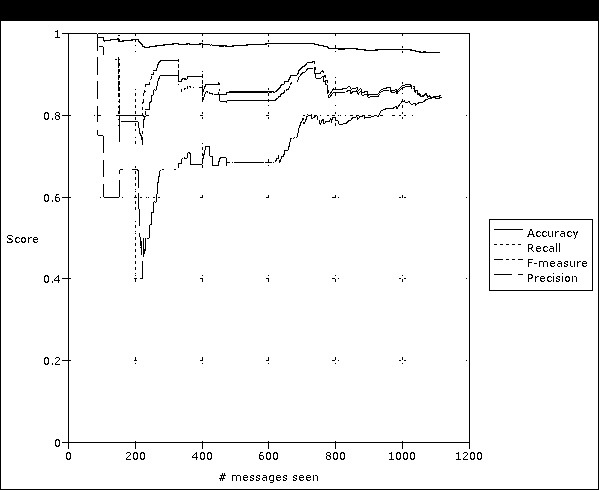 1
0.8
0.6
Score
0.4
0.2
0
0 200 400 600 800 1000 1200
# messages seen
Accuracy
Recall
F-measure
Precision